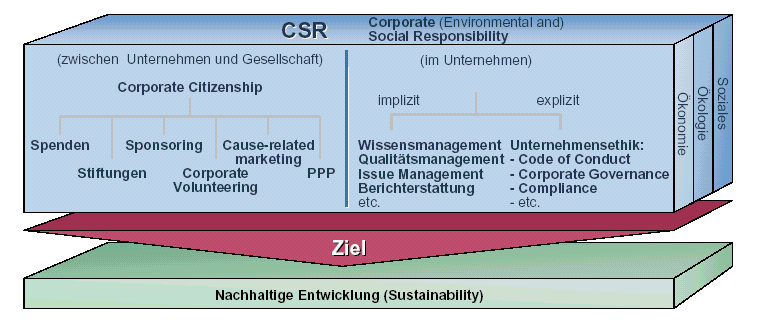 CSR
Corporate (Environmental and)
Social Responsibility
(zwischen Unternehmen und Gesellschaft)
Corporate Citizenship
Spenden
Stiftungen
Sponsoring
Corporate
Volunteering
Cause-related
marketing
PPP
(im Unternehmen)
implizit
explizit
Wissensmanagement
Qualitätsmanagement
Issue Management
Berichterstattung
etc.
Unternehmensethik:
- Code of Conduct
- Corporate Governance
- Compliance
- etc.
Ökonomie
Ökologie
Soziales
Ziel
Nachhaltige Entwicklung (Sustainability)